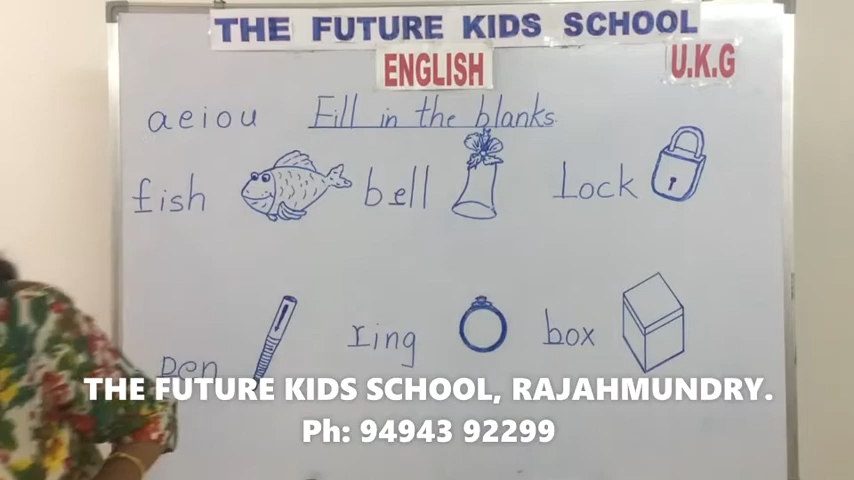 THE FUTURE KIDS SCHOOL
ENGLISH
U.K.G
a e i o u Fill in the blanks.
fish bell Lock
pen ring box
THE FUTURE KIDS SCHOOL, RAJAHMUNDRY.
Ph: 94943 92299